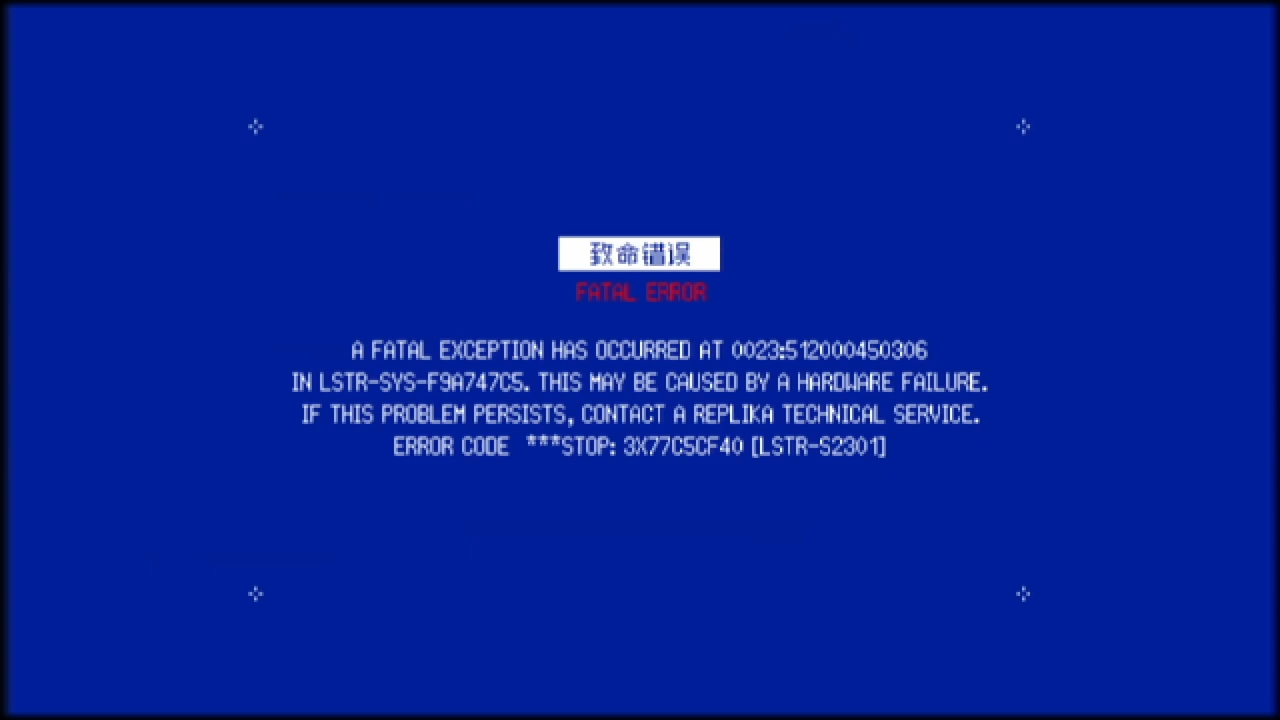 致命错误
FATAL ERROR
A FATAL EXCEPTION HAS OCCURRED AT 0023:512000450306
IN LSTR-SYS-F9A747C5. THIS MAY BE CAUSED BY A HARDWARE FAILURE.
IF THIS PROBLEM PERSISTS, CONTACT A REPLIKA TECHNICAL SERVICE.
ERROR CODE ***STOP: 3X77C5CF40 [LSTR-S2301]